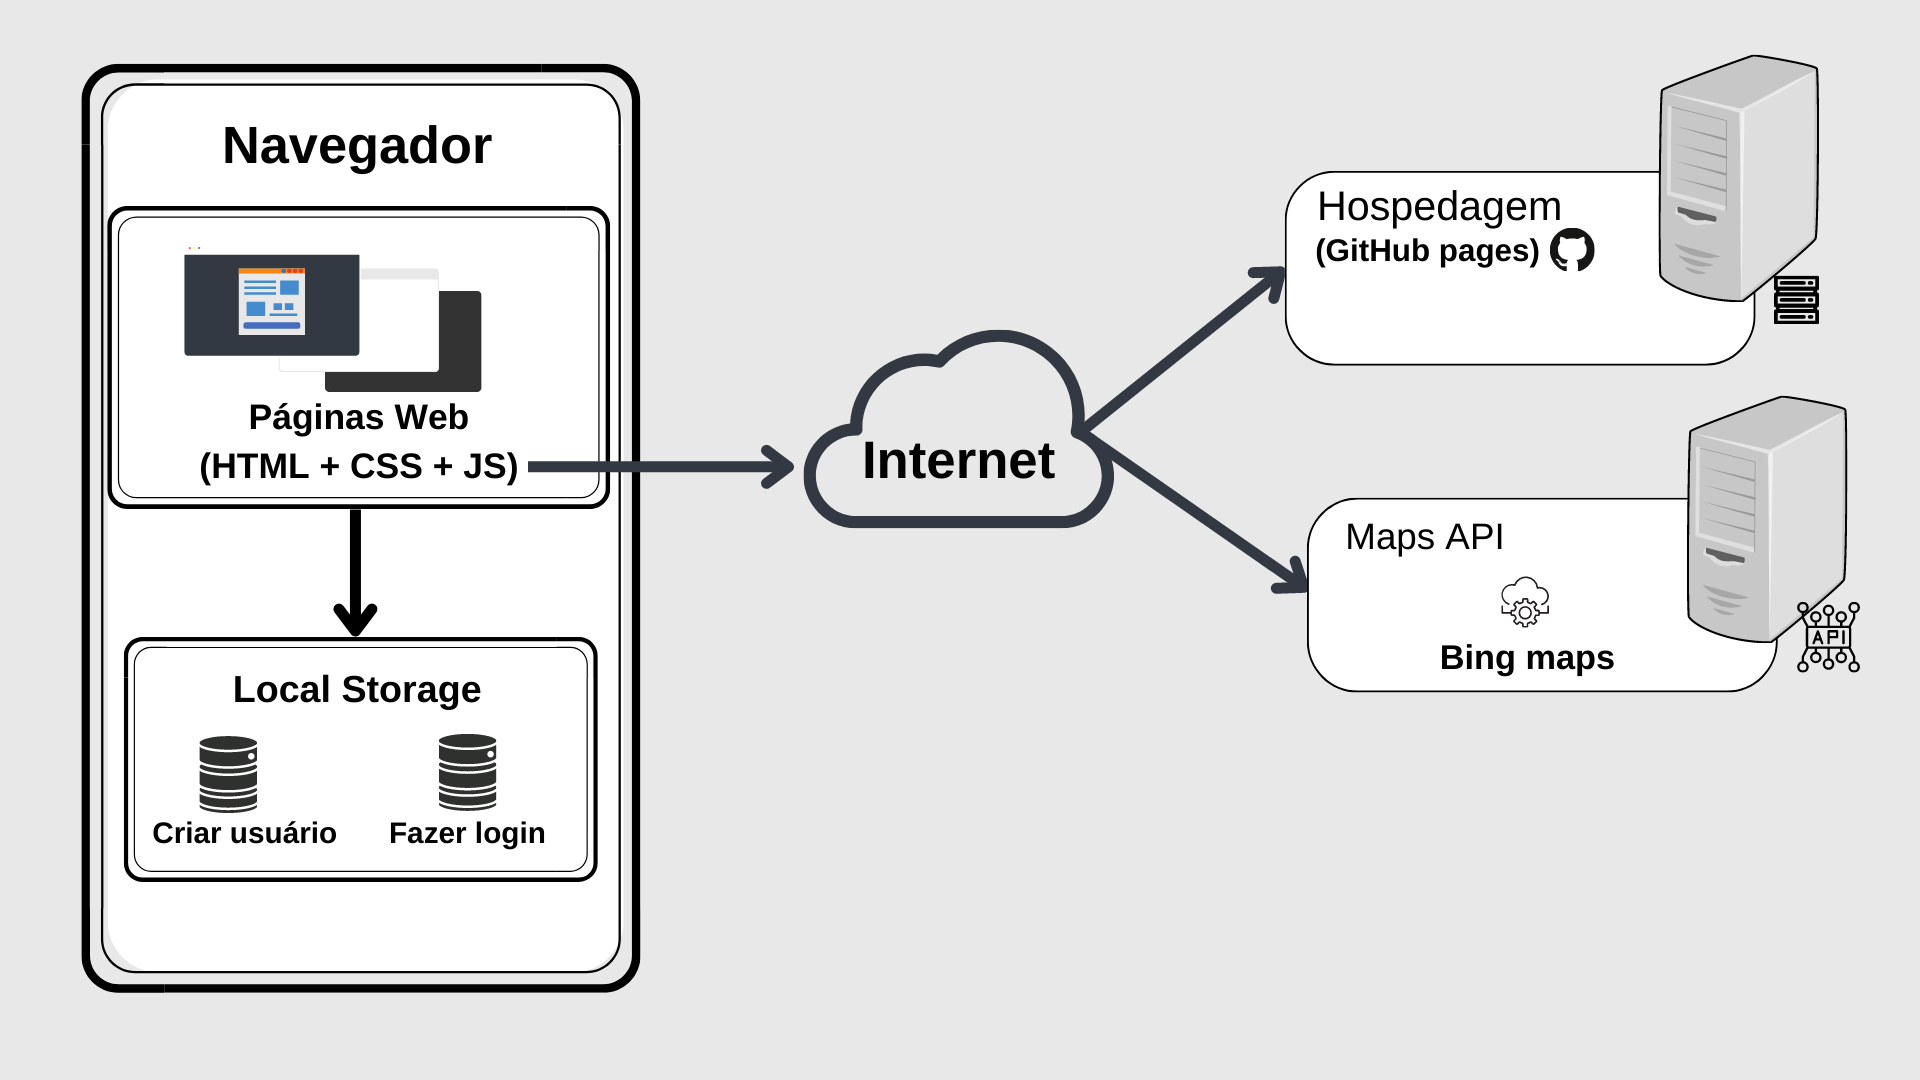 Navegador
Páginas Web
(HTML + CSS + JS)
Local Storage
Criar usuário
Fazer login
Internet
Hospedagem
(GitHub pages)
Maps API
Bing maps
API